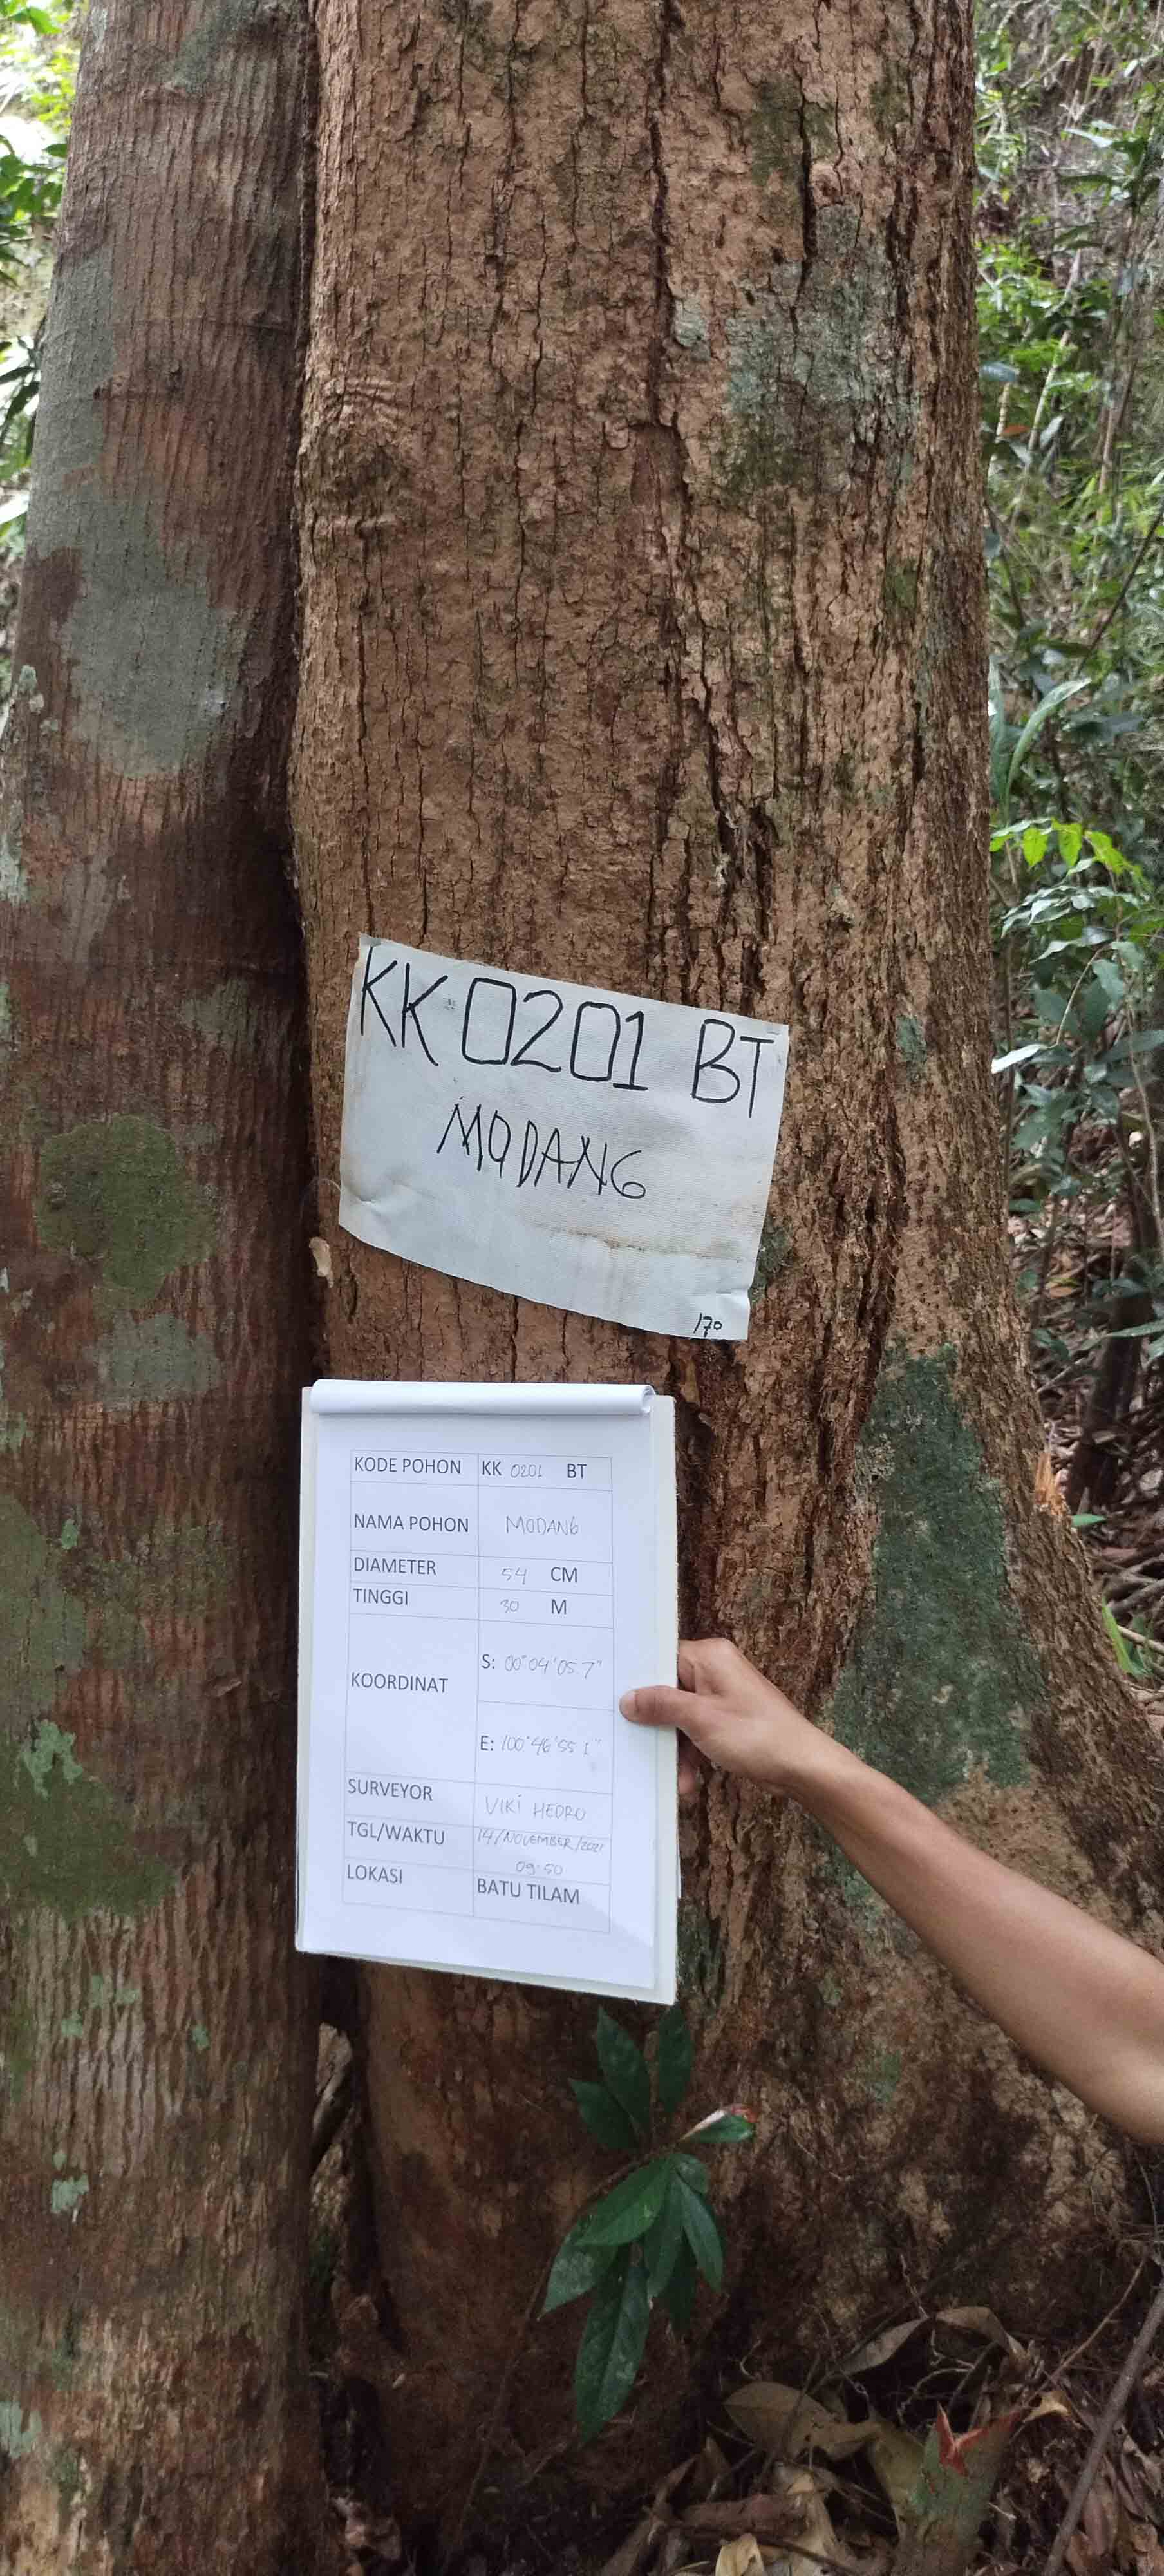 KK 0201 BT
MODANG
170
KODE POHON KK 0201 BT
NAMA POHON MODANG
DIAMETER 54 CM
TINGGI 30 M
KOORDINAT
S: 00°04'05.7"
E: 100°46'55.1"
SURVEYOR VIKI HEDRO
TGL/WAKTU 14/NOVEMBER/2021
09.50
LOKASI BATU TILAM